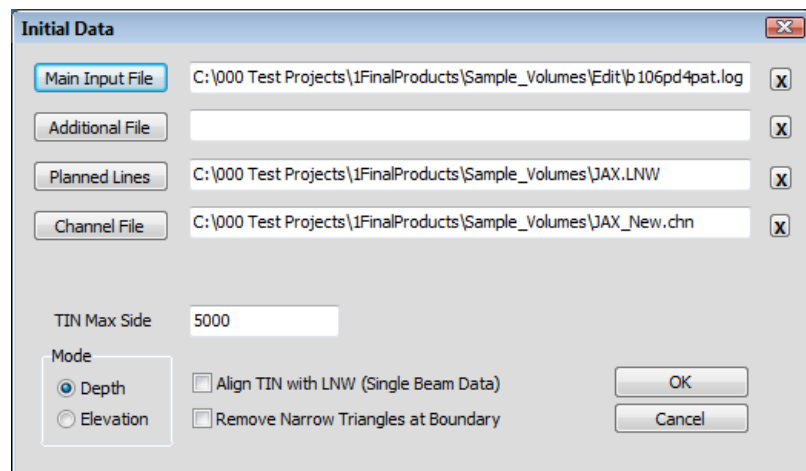 Initial Data
Main Input File C:\000 Test Projects\1FinalProducts\Sample_Volumes\Edit\b106pd4pat.log X
Additional File X
Planned Lines C:\000 Test Projects\1FinalProducts\Sample_Volumes\JAX.LNW X
Channel File C:\000 Test Projects\1FinalProducts\Sample_Volumes\JAX_New.chn X
TIN Max Side 5000
Mode
Depth Align TIN with LNW (Single Beam Data) OK
Elevation Remove Narrow Triangles at Boundary Cancel